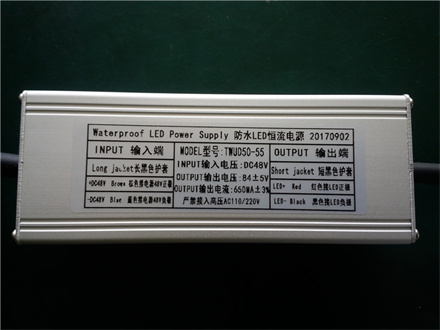 Waterproof LED Power Supply 防水LED恒流电源 20170902
INPUT 输入端
Long jacket长黑色护套
+DC48V Brown 棕色接电源48V正极
-DC48V Blue 蓝色接电源48V负极
MODEL型号:TWUD50-55
INPUT输入电压:DC48V
OUTPUT输出电压:84±5V
OUTPUT输出电流:650MA±3%
严禁接入高压AC110/220V
OUTPUT 输出端
Short jacket 短黑色护套
LED+ Red 红色接LED正极
LED- Black 黑色接LED负极